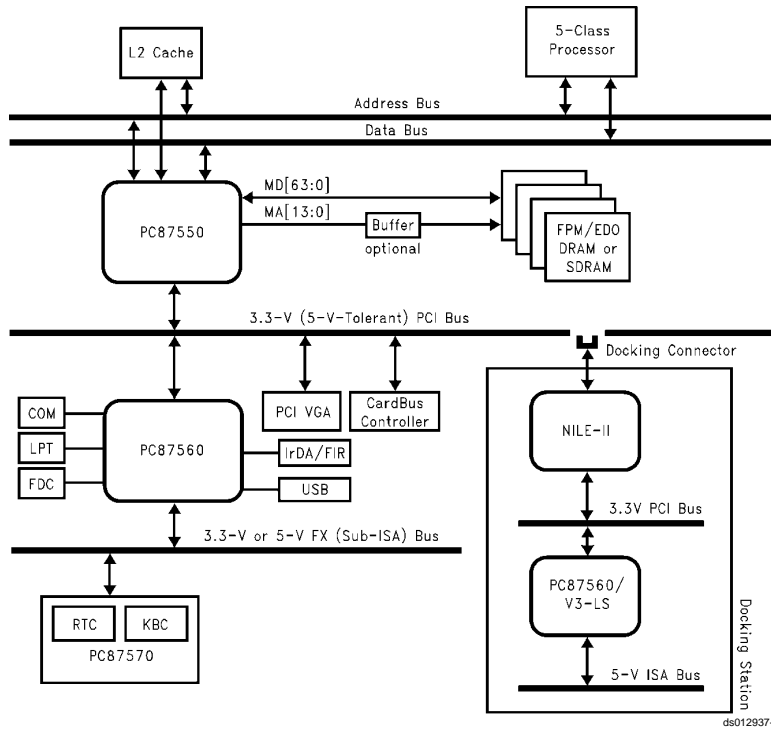 L2 Cache
5-Class
Processor
Address Bus
Data Bus
PC87550
MD[63:0]
MA[13:0]
Buffer
optional
FPM/EDO
DRAM or
SDRAM
3.3-V (5-V-Tolerant) PCI Bus
Docking Connector
COM
LPT
FDC
PC87560
PCI VGA
CardBus
Controller
IrDA/FIR
USB
NILE-II
3.3V PCI Bus
3.3-V or 5-V FX (Sub-ISA) Bus
RTC
KBC
PC87570
PC87560/
V3-LS
5-V ISA Bus
Docking Station
ds012937-